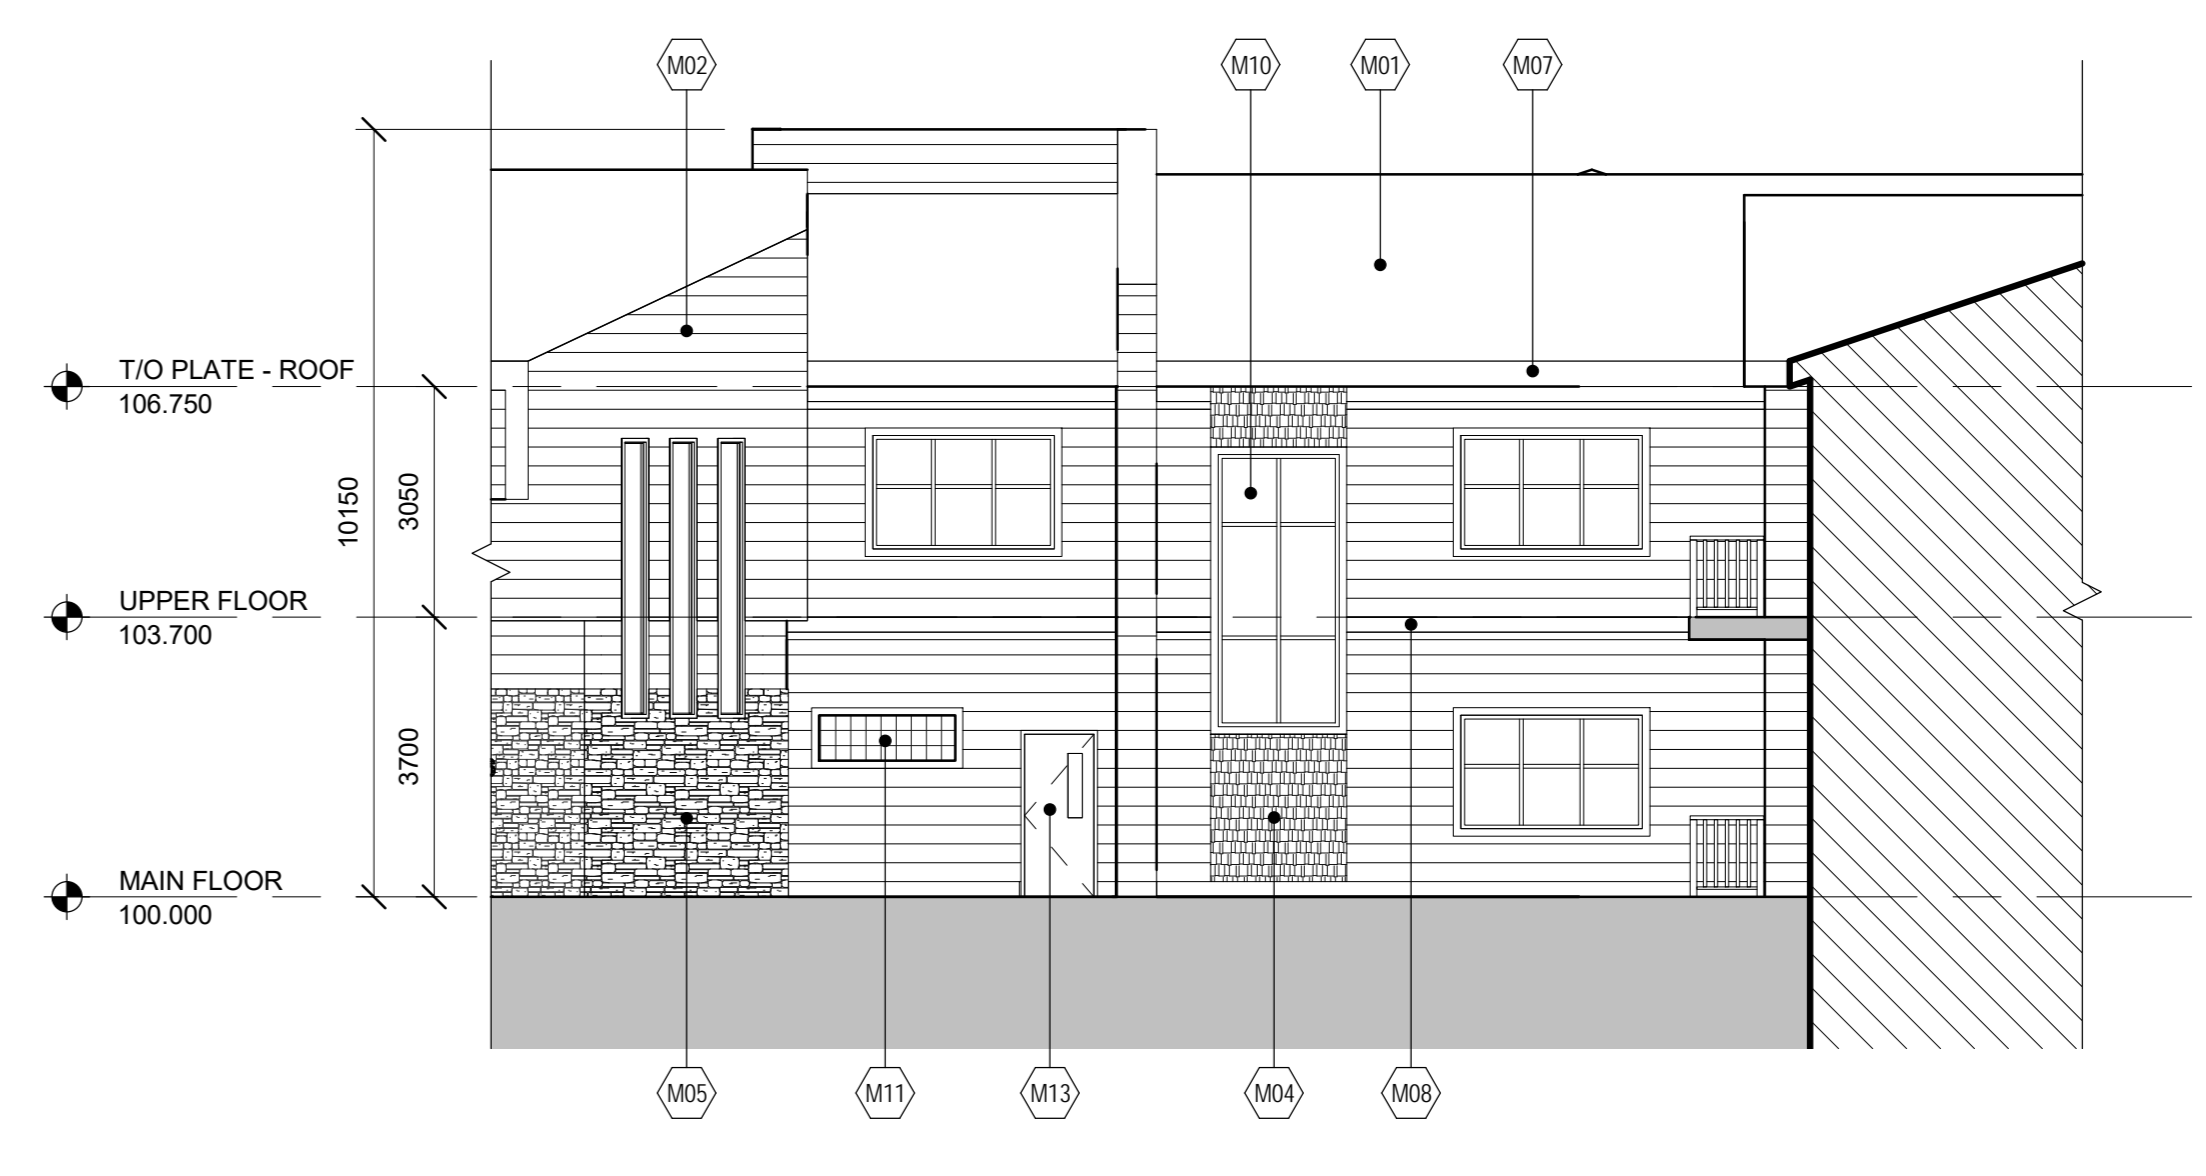 M02
M10
M01
M07
T/O PLATE - ROOF
106.750
10150
3050
UPPER FLOOR
103.700
3700
MAIN FLOOR
100.000
M05
M11
M13
M04
M08